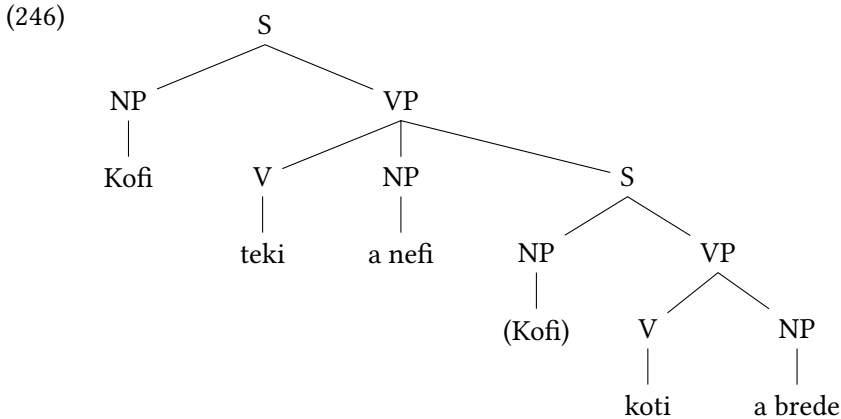 (246)
S
NP VP
Kofi V NP S
teki a nefi NP VP
(Kofi) V NP
koti a brede